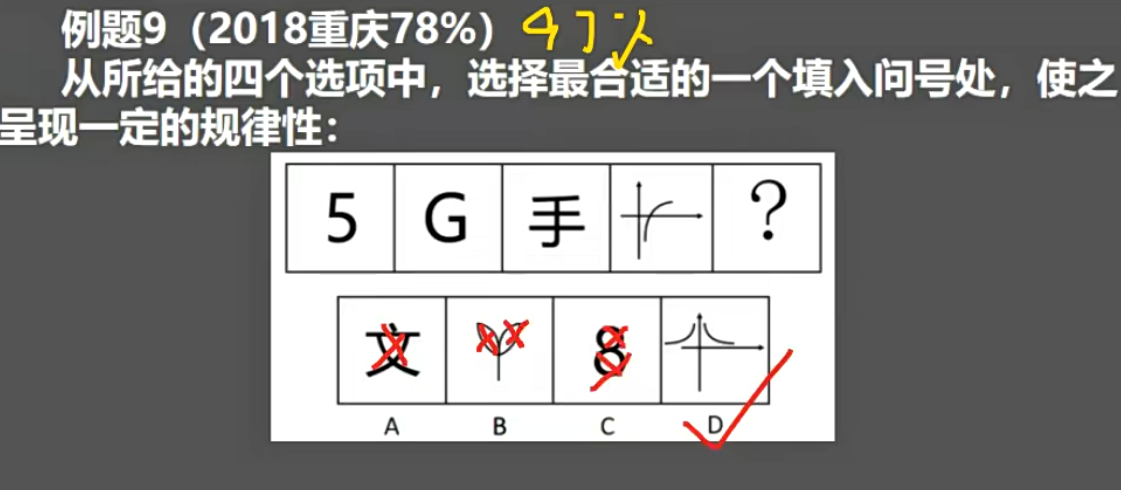 例题9（2018重庆78%）
从所给的四个选项中，选择最合适的一个填入问号处，使之
呈现一定的规律性：
5 G 手 ?
文 8
A B C D